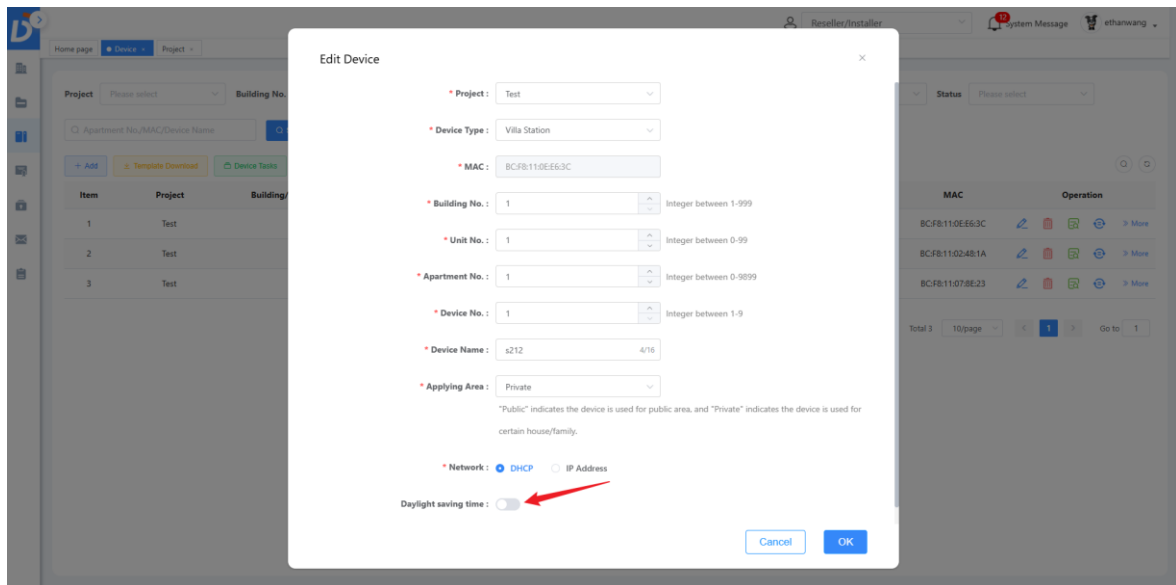 Reseller/Installer
12
System Message
ethanwang
Home page
Device
Project
Edit Device
Project
Please select
Building No.
Status
Please select
Apartment No./MAC/Device Name
+ Add
Template Download
Device Tasks
Item Project Building/ MAC Operation
1 Test BC:F8:11:0E:E6:3C >> More
2 Test BC:F8:11:02:48:1A >> More
3 Test BC:F8:11:07:8E:23 >> More
Total 3 10/page 1 Go to 1
* Project : Test
* Device Type : Villa Station
* MAC : BC:F8:11:0E:E6:3C
* Building No. : 1 Integer between 1-999
* Unit No. : 1 Integer between 0-99
* Apartment No. : 1 Integer between 0-9899
* Device No. : 1 Integer between 1-9
* Device Name : s212 4/16
* Applying Area : Private
"Public" indicates the device is used for public area, and "Private" indicates the device is used for
certain house/family.
* Network : DHCP IP Address
Daylight saving time :
Cancel OK